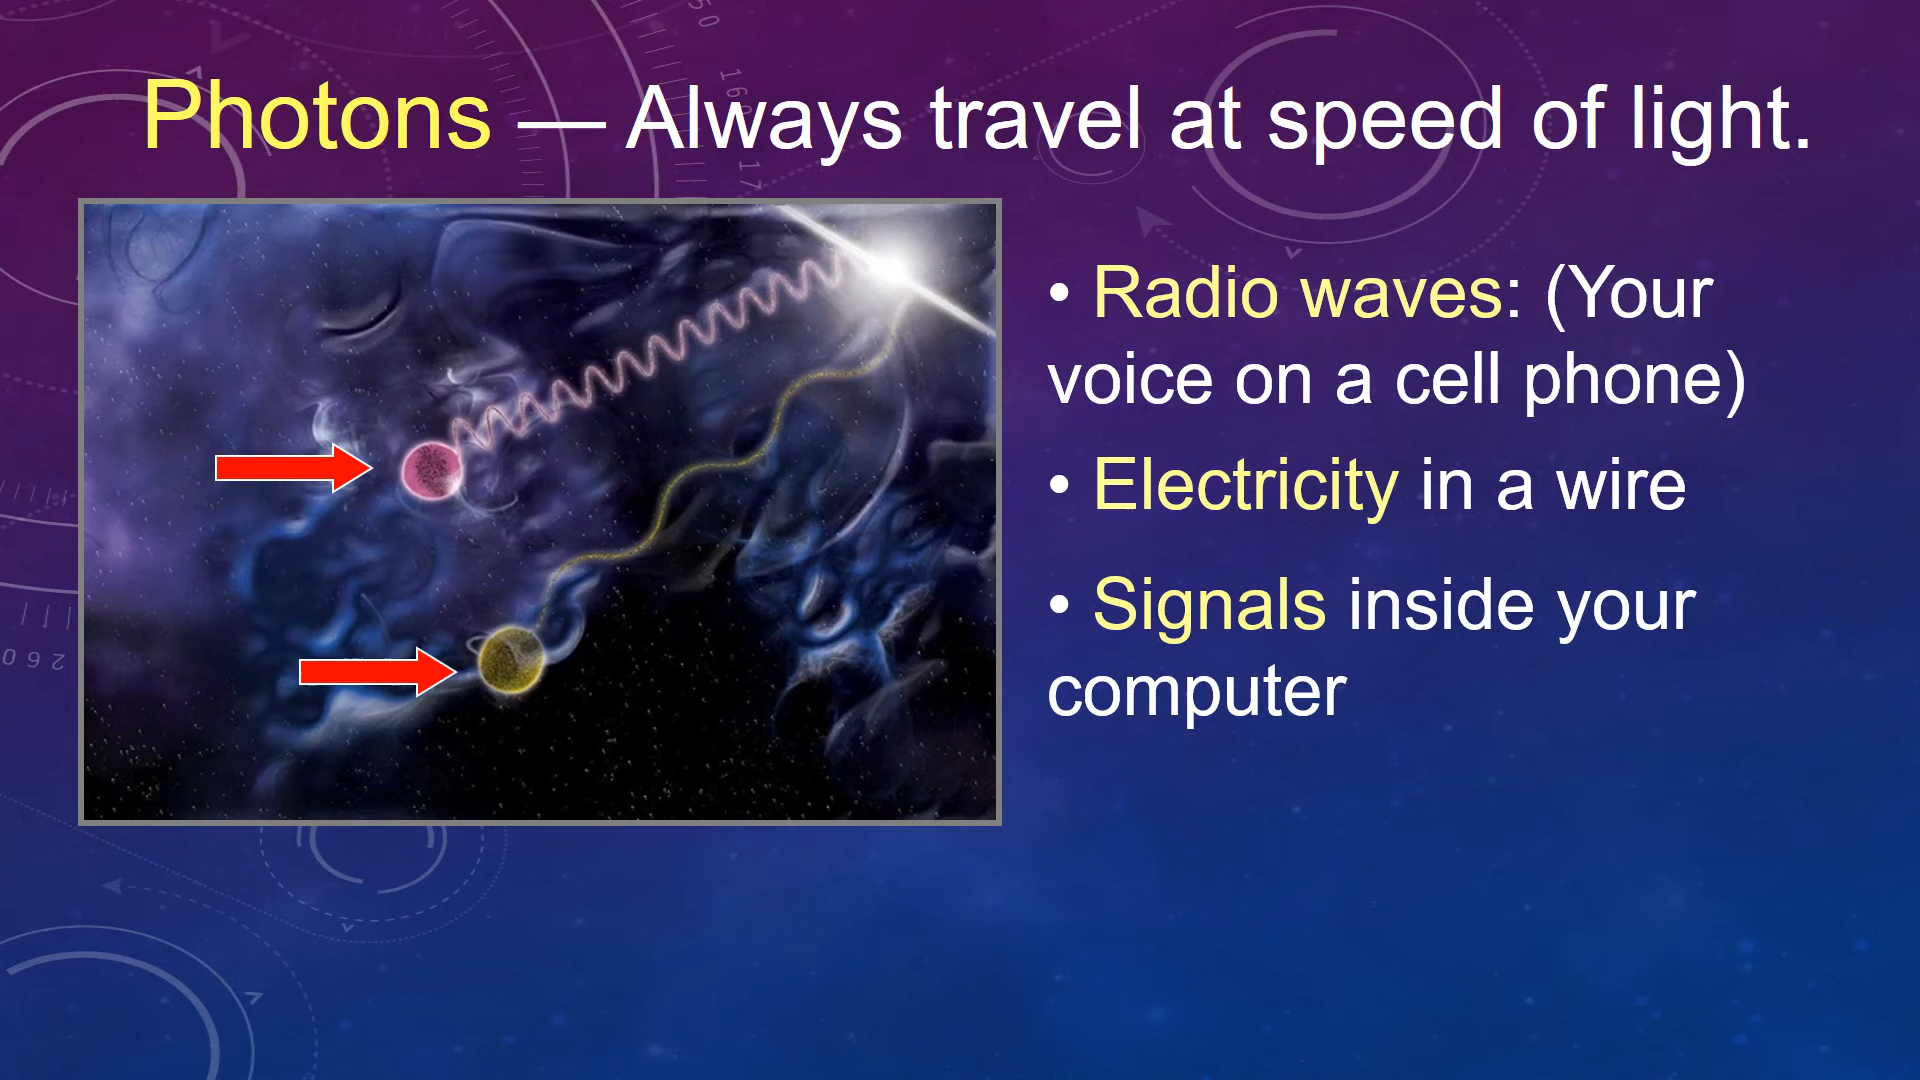 Photons — Always travel at speed of light.
• Radio waves: (Your
voice on a cell phone)
• Electricity in a wire
• Signals inside your
computer
260